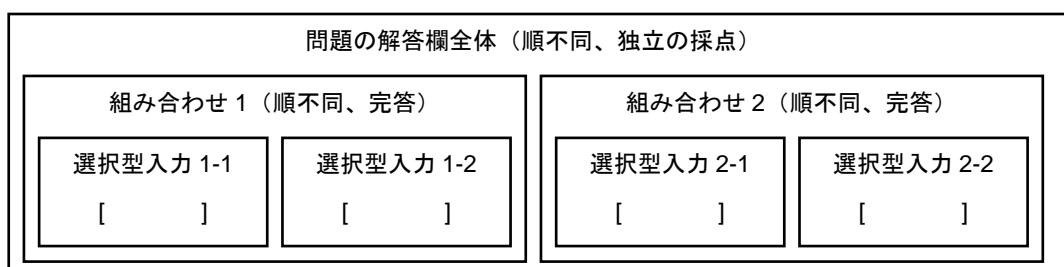 問題の解答欄全体（順不同、独立の採点）
組み合わせ 1（順不同、完答）
組み合わせ 2（順不同、完答）
選択型入力 1-1
選択型入力 1-2
選択型入力 2-1
選択型入力 2-2
[ ]
[ ]
[ ]
[ ]